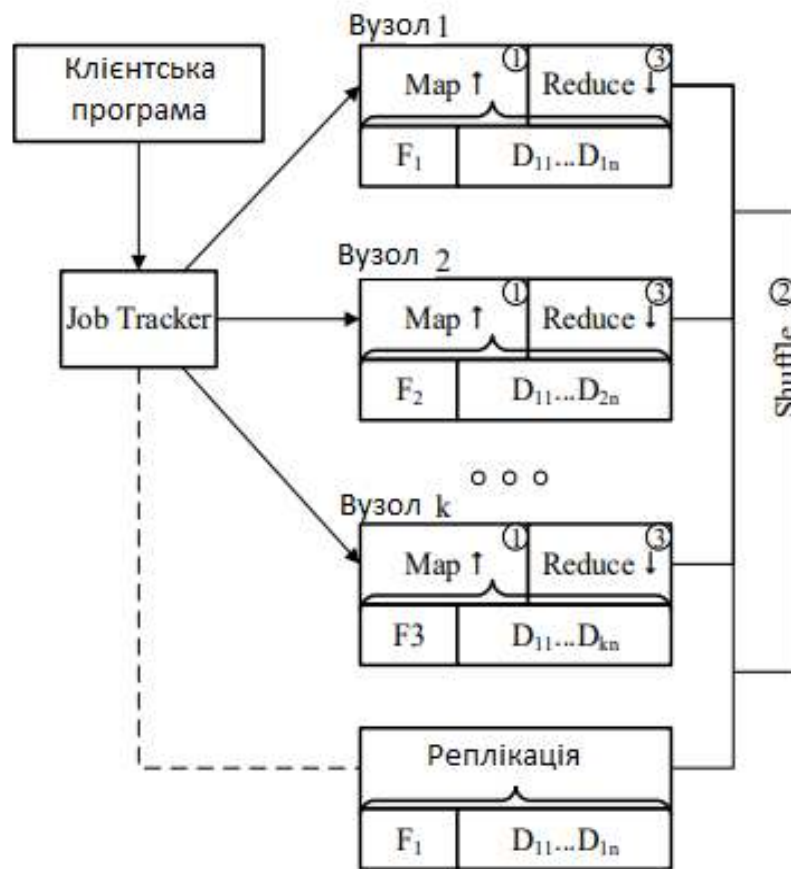 Клієнтська
програма
Job Tracker
Вузол 1
Map ↑ ① Reduce ↓ ③
F₁ D₁₁...D₁ₙ
Вузол 2
Map ↑ ① Reduce ↓ ③
F₂ D₁₁...D₂ₙ
Вузол k
Map ↑ ① Reduce ↓ ③
F3 D₁₁...Dₖₙ
Реплікація
F₁ D₁₁...D₁ₙ
Shuffle ②